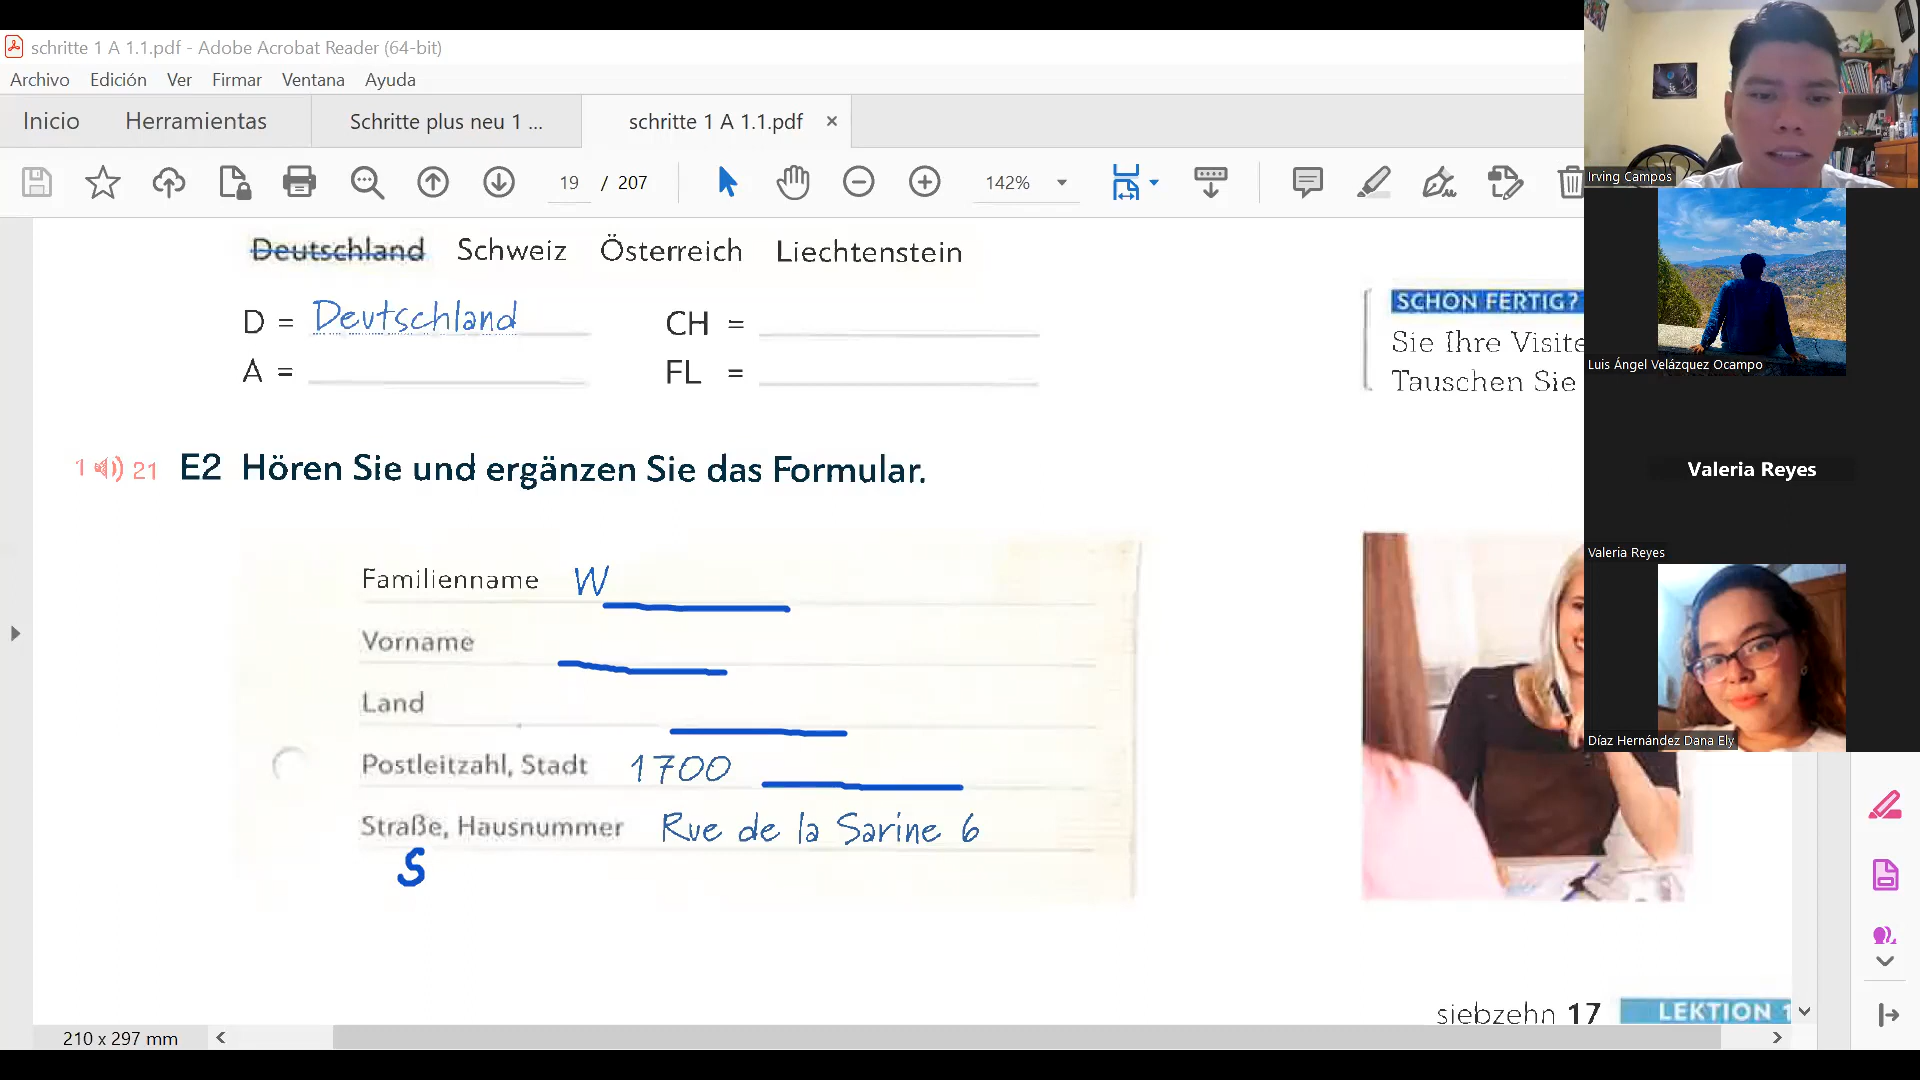 schritte 1 A 1.1.pdf - Adobe Acrobat Reader (64-bit)
Archivo Edición Ver Firmar Ventana Ayuda
Inicio Herramientas Schritte plus neu 1 ... schritte 1 A 1.1.pdf ×
19 / 207 142%
Deutschland Schweiz Österreich Liechtenstein
D = Deutschland CH =
A = FL =
SCHON FERTIG?
Sie Ihre Visite
Tauschen Sie
1 21 E2 Hören Sie und ergänzen Sie das Formular.
Familienname W
Vorname
Land
Postleitzahl, Stadt 1700
Straße, Hausnummer Rue de la Sarine 6
S
siebzehn 17 LEKTION 1
210 x 297 mm
Irving Campos
Luis Ángel Velázquez Ocampo
Valeria Reyes
Valeria Reyes
Díaz Hernández Dana Ely